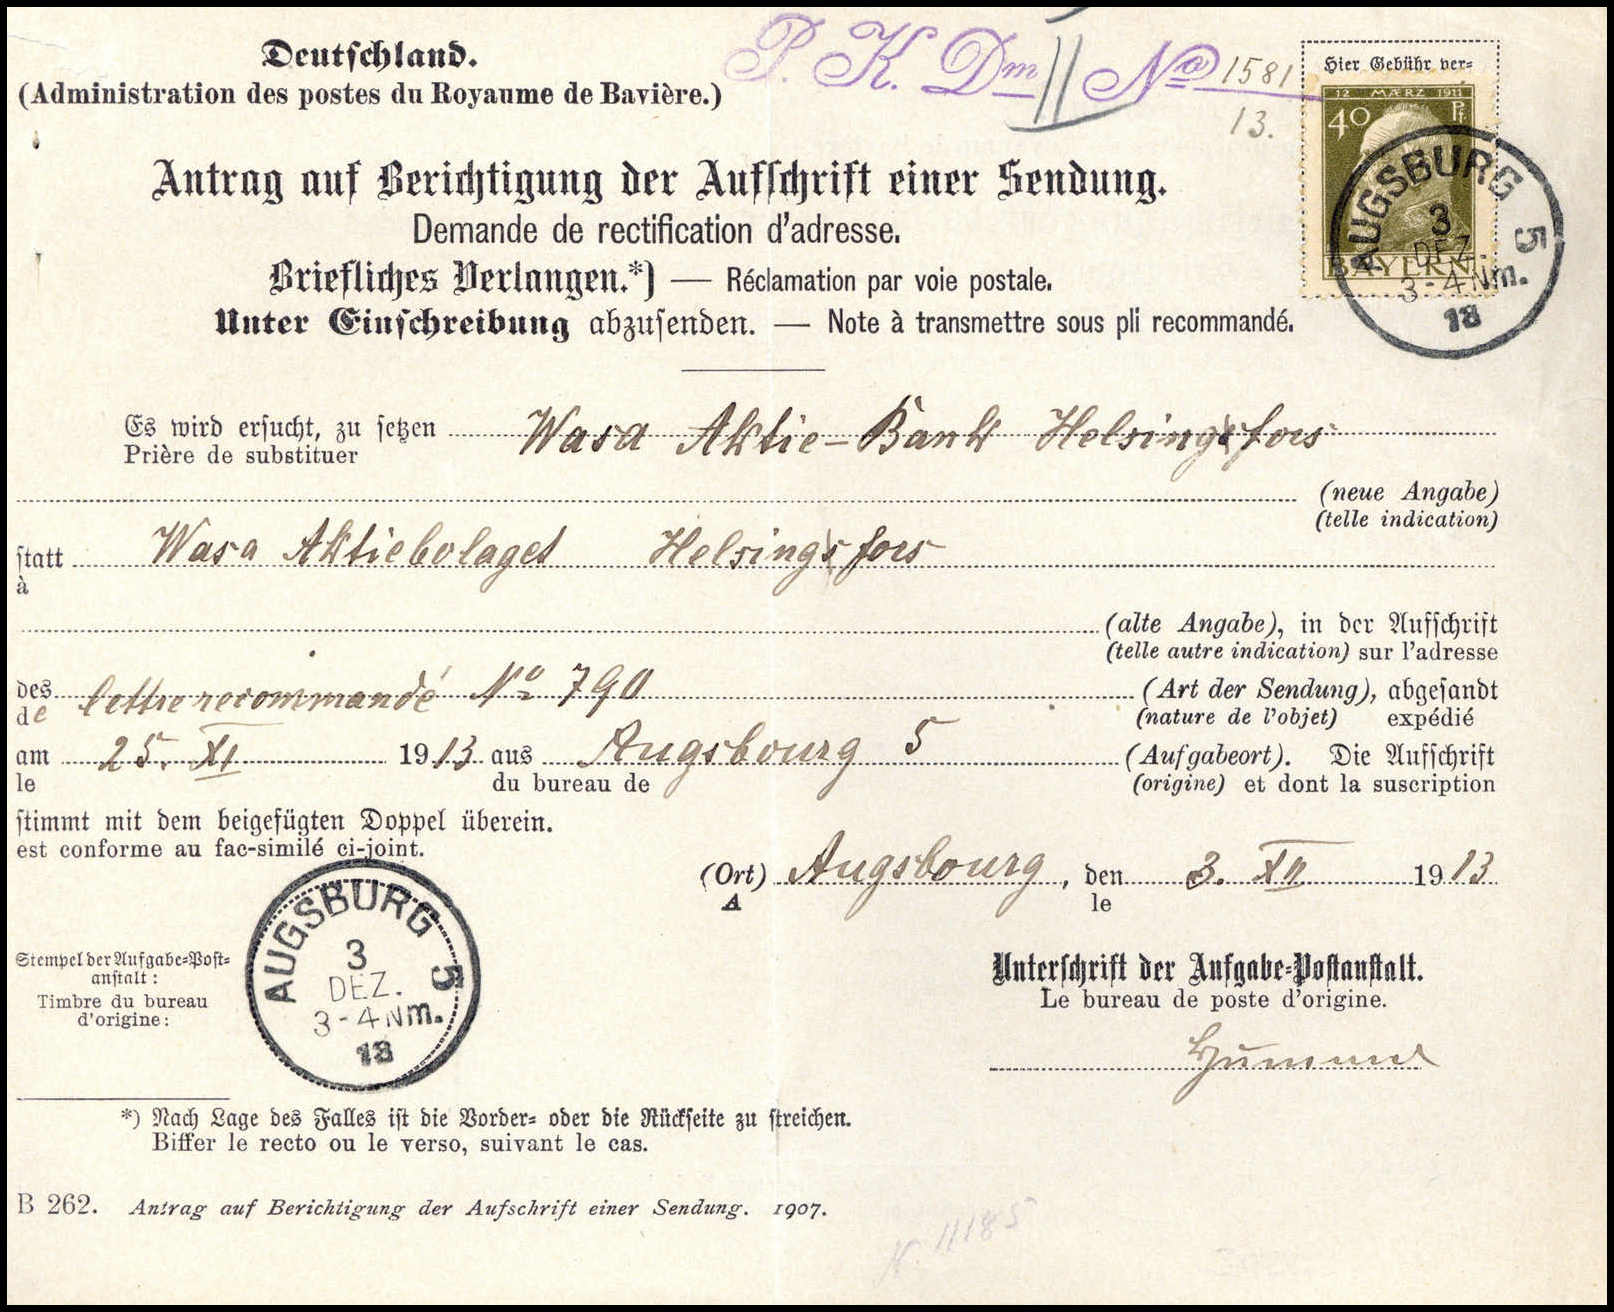 Deutschland.
(Administration des postes du Royaume de Bavière.)
P. K. Dm II No 1581
13.
Hier Gebühr ver=
12 MÆRZ 1911
40 Pf.
BAYERN
AUGSBURG 5
3
DEZ.
3-4 Nm.
13
Antrag auf Berichtigung der Aufschrift einer Sendung.
Demande de rectification d'adresse.
Briefliches Verlangen.*) — Réclamation par voie postale.
Unter Einschreibung abzusenden. — Note à transmettre sous pli recommandé.
Es wird ersucht, zu setzen Wasa Aktie-Bank Helsingfors
Prière de substituer
(neue Angabe)
(telle indication)
statt Wasa Aktiebolaget Helsingfors
à
(alte Angabe), in der Aufschrift
(telle autre indication) sur l'adresse
des lettre recommandé No 790 (Art der Sendung), abgesandt
de (nature de l'objet) expédié
am 25. XI 1913 aus Augsbourg 5 (Aufgabeort). Die Aufschrift
le du bureau de (origine) et dont la suscription
stimmt mit dem beigefügten Doppel überein.
est conforme au fac-similé ci-joint.
(Ort) Augsbourg, den 3. XII 1913
A le
Stempel der Aufgabe=Post=
anstalt:
Timbre du bureau
d'origine:
AUGSBURG 5
3
DEZ.
3-4 Nm.
13
Unterschrift der Aufgabe=Postanstalt.
Le bureau de poste d'origine.
*) Nach Lage des Falles ist die Vorder= oder die Rückseite zu streichen.
Biffer le recto ou le verso, suivant le cas.
B 262. Antrag auf Berichtigung der Aufschrift einer Sendung. 1907.
N. 11185